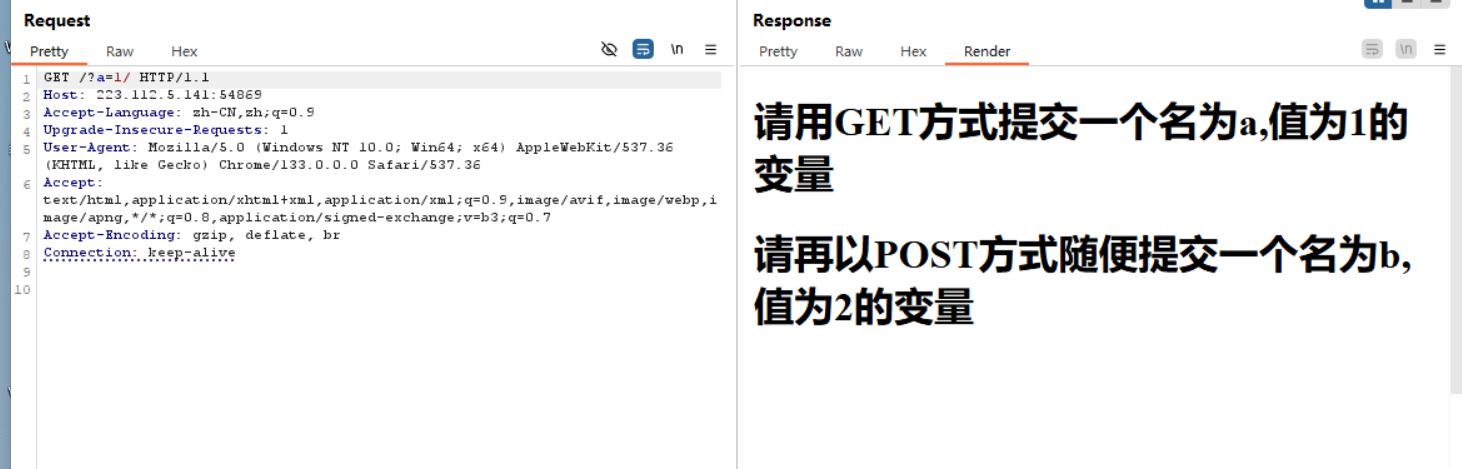 Request
Response
Pretty Raw Hex
\n
Pretty Raw Hex Render
\n
1 GET /?a=1/ HTTP/1.1
2 Host: 223.112.5.141:54869
3 Accept-Language: zh-CN,zh;q=0.9
4 Upgrade-Insecure-Requests: 1
5 User-Agent: Mozilla/5.0 (Windows NT 10.0; Win64; x64) AppleWebKit/537.36
(KHTML, like Gecko) Chrome/133.0.0.0 Safari/537.36
6 Accept:
text/html,application/xhtml+xml,application/xml;q=0.9,image/avif,image/webp,i
mage/apng,*/*;q=0.8,application/signed-exchange;v=b3;q=0.7
7 Accept-Encoding: gzip, deflate, br
8 Connection: keep-alive
9
10
请用GET方式提交一个名为a,值为1的
变量
请再以POST方式随便提交一个名为b,
值为2的变量